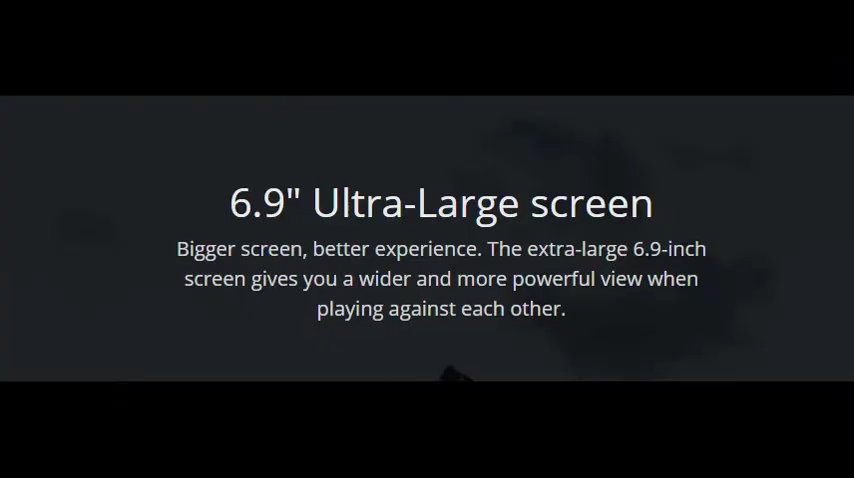 6.9" Ultra-Large screen
Bigger screen, better experience. The extra-large 6.9-inch
screen gives you a wider and more powerful view when
playing against each other.